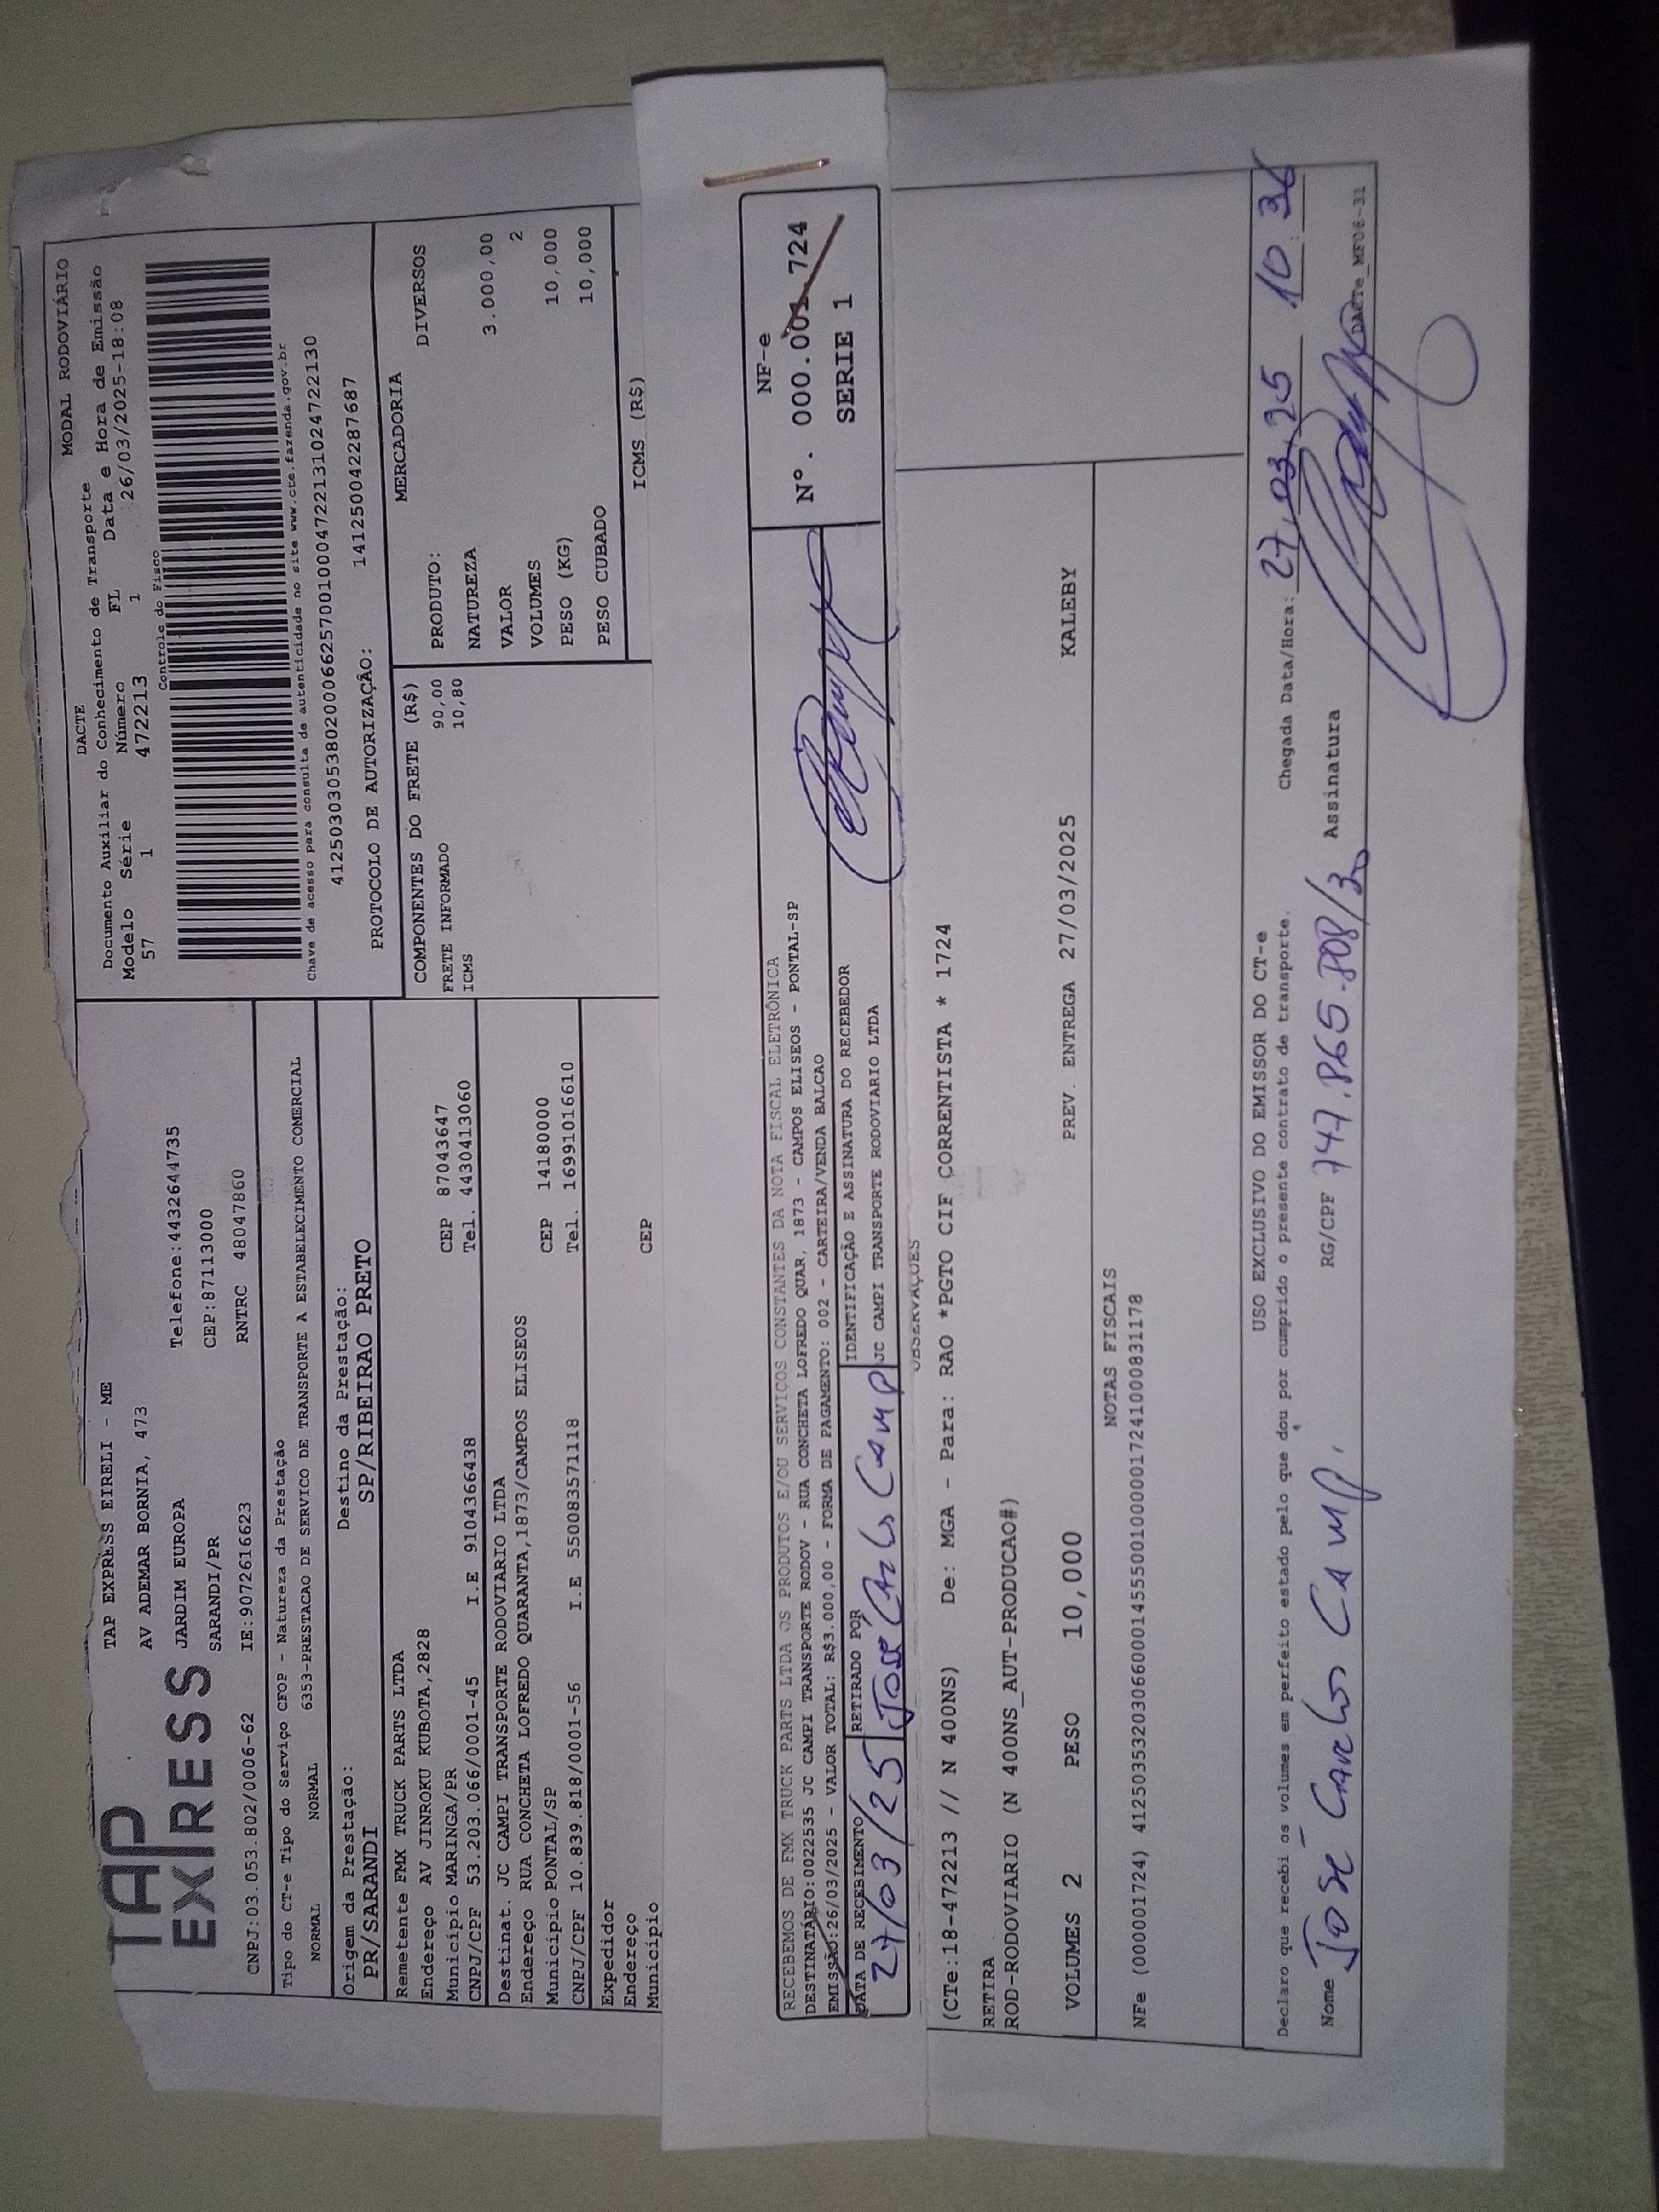 TAP
EXPRESS
TAP EXPRESS EIRELI - ME
AV ADEMAR BORNIA, 473
JARDIM EUROPA
Telefone:4432644735
SARANDI/PR
CEP:87113000
CNPJ:03.053.802/0006-62
IE:9072616623
RNTRC 48047860
DACTE
MODAL RODOVIÁRIO
Documento Auxiliar do Conhecimento de Transporte
Modelo Série Número FL Data e Hora de Emissão
57 1 472213 1 26/03/2025-18:08
Controle do Fisco
Chave de acesso para consulta de autenticidade no site www.cte.fazenda.gov.br
41250303053802000662570010004722131024722130
PROTOCOLO DE AUTORIZAÇÂO: 141250042287687
Tipo do CT-e Tipo do Serviço CFOP - Natureza da Prestação
NORMAL NORMAL 6353-PRESTACAO DE SERVICO DE TRANSPORTE A ESTABELECIMENTO COMERCIAL
Origem da Prestação: Destino da Prestação:
PR/SARANDI SP/RIBEIRAO PRETO
Remetente FMX TRUCK PARTS LTDA
Endereço AV JINROKU KUBOTA,2828
Município MARINGA/PR CEP 87043647
CNPJ/CPF 53.203.066/0001-45 I.E 9104366438 Tel. 4430413060
Destinat. JC CAMPI TRANSPORTE RODOVIARIO LTDA
Endereço RUA CONCHETA LOFREDO QUARANTA,1873/CAMPOS ELISEOS
Município PONTAL/SP CEP 14180000
CNPJ/CPF 10.839.818/0001-56 I.E 550083571118 Tel. 16991016610
Expedidor
Endereço
Município CEP
COMPONENTES DO FRETE (R$)
FRETE INFORMADO 90,00
ICMS 10,80
MERCADORIA
PRODUTO: DIVERSOS
NATUREZA
VALOR 3.000,00
VOLUMES 2
PESO (KG) 10,000
PESO CUBADO 10,000
ICMS (R$)
RECEBEMOS DE FMX TRUCK PARTS LTDA OS PRODUTOS E/OU SERVIÇOS CONSTANTES DA NOTA FISCAL ELETRÔNICA
DESTINATÁRIO:0022535 JC CAMPI TRANSPORTE RODOV - RUA CONCHETA LOFREDO QUAR, 1873 - CAMPOS ELISEOS - PONTAL-SP
EMISSÃO:26/03/2025 - VALOR TOTAL: R$3.000,00 - FORMA DE PAGAMENTO: 002 - CARTEIRA/VENDA BALCAO
DATA DE RECEBIMENTO RETIRADO POR IDENTIFICAÇÃO E ASSINATURA DO RECEBEDOR
27/03/25 José Carlos Camp JC CAMPI TRANSPORTE RODOVIARIO LTDA
NF-e
Nº. 000.001.724
SERIE 1
OBSERVAÇÕES
(CTe:18-472213 // N 400NS) De: MGA - Para: RAO *PGTO CIF CORRENTISTA * 1724
RETIRA
ROD-RODOVIARIO (N 400NS_AUT-PRODUCAO#)
VOLUMES 2 PESO 10,000 PREV. ENTREGA 27/03/2025 KALEBY
NOTAS FISCAIS
NFe (000001724) 41250353203066000145550010000017241000831178
USO EXCLUSIVO DO EMISSOR DO CT-e
Declaro que recebi os volumes em perfeito estado pelo que dou por cumprido o presente contrato de transporte.
Chegada Data/Hora: 27/03/25 10:36
Nome José Carlos Camp. RG/CPF 747.865.808/30 Assinatura
DACTe_MF06-31